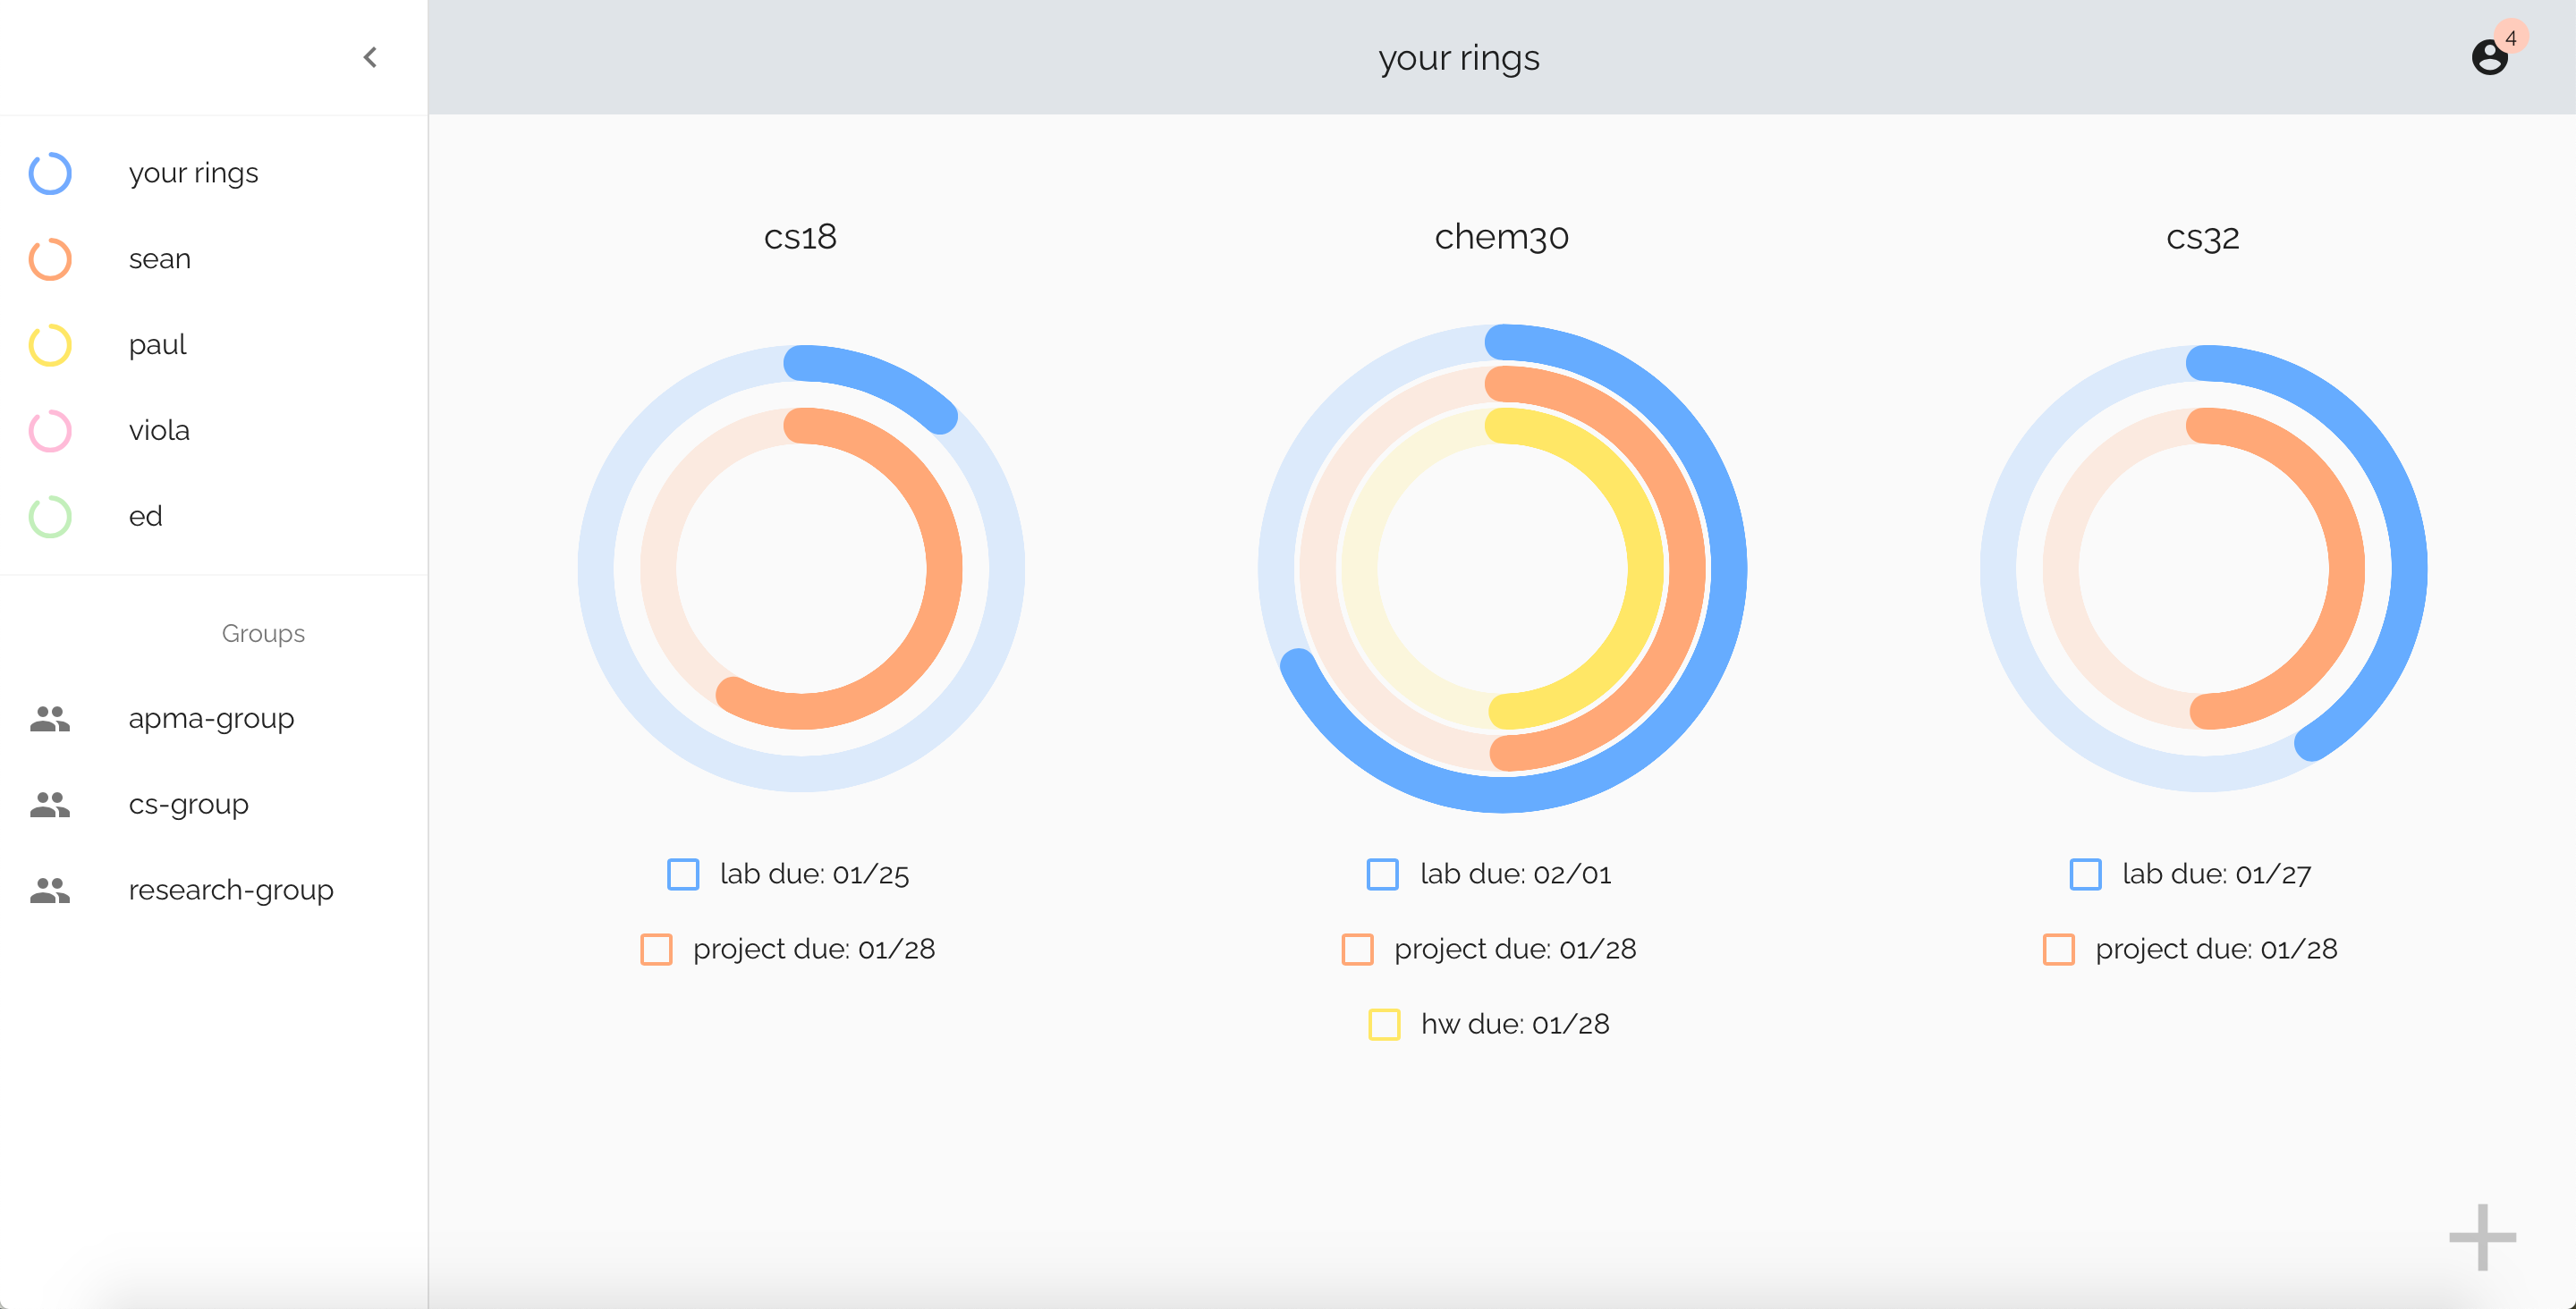 your rings
4
your rings
sean
paul
viola
ed
Groups
apma-group
cs-group
research-group
cs18
lab due: 01/25
project due: 01/28
chem30
lab due: 02/01
project due: 01/28
hw due: 01/28
cs32
lab due: 01/27
project due: 01/28